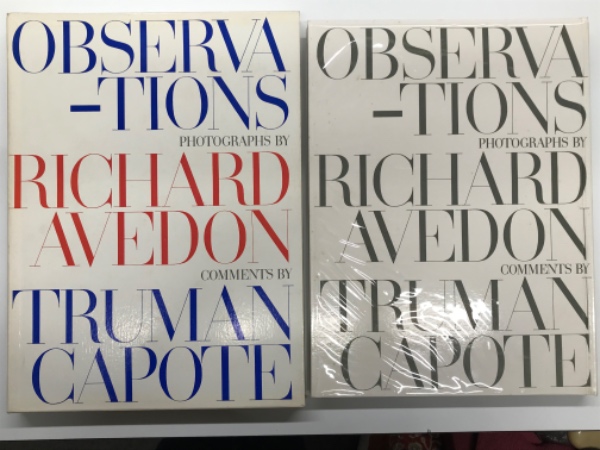 OBSERVA
-TIONS
PHOTOGRAPHS BY
RICHARD
AVEDON
COMMENTS BY
TRUMAN
CAPOTE
OBSERVA
-TIONS
PHOTOGRAPHS BY
RICHARD
AVEDON
COMMENTS BY
TRUMAN
CAPOTE